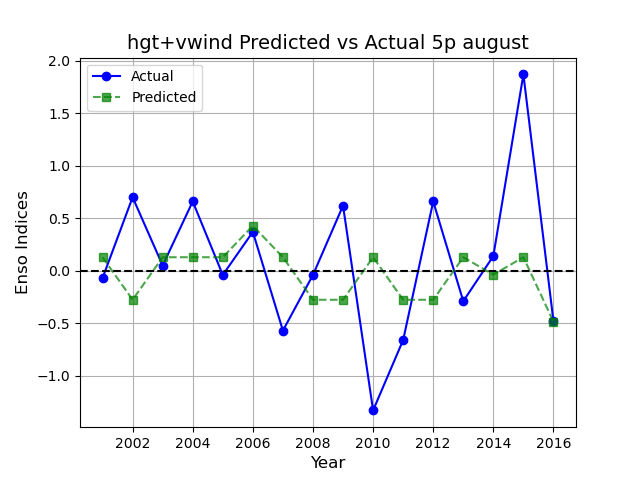 hgt+vwind Predicted vs Actual 5p august
Actual
Predicted
Enso Indices
2.0
1.5
1.0
0.5
0.0
−0.5
−1.0
2002 2004 2006 2008 2010 2012 2014 2016
Year